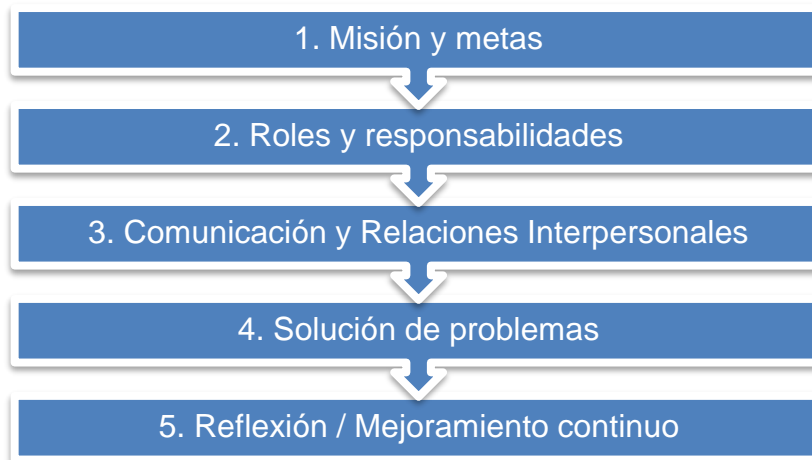 1. Misión y metas
2. Roles y responsabilidades
3. Comunicación y Relaciones Interpersonales
4. Solución de problemas
5. Reflexión / Mejoramiento continuo